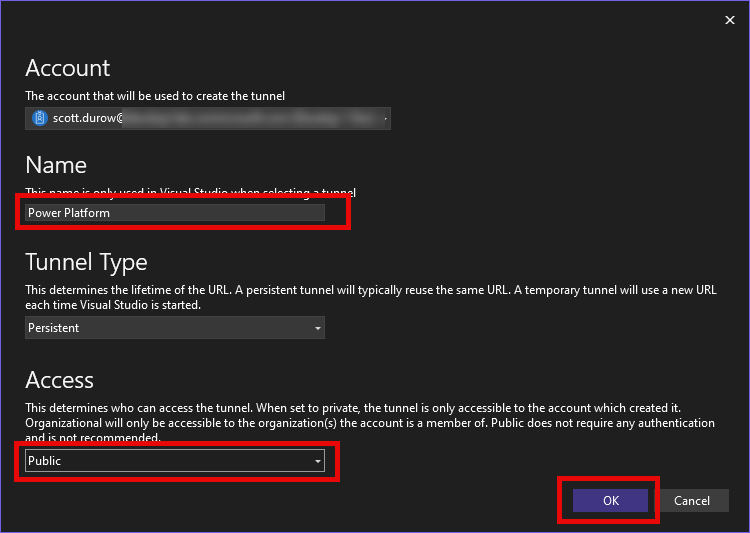 Account
The account that will be used to create the tunnel
scott.durow@
Name
This name is only used in Visual Studio when selecting a tunnel
Power Platform
Tunnel Type
This determines the lifetime of the URL. A persistent tunnel will typically reuse the same URL. A temporary tunnel will use a new URL
each time Visual Studio is started.
Persistent
Access
This determines who can access the tunnel. When set to private, the tunnel is only accessible to the account which created it.
Organizational will only be accessible to the organization(s) the account is a member of. Public does not require any authentication
and is not recommended.
Public
OK
Cancel